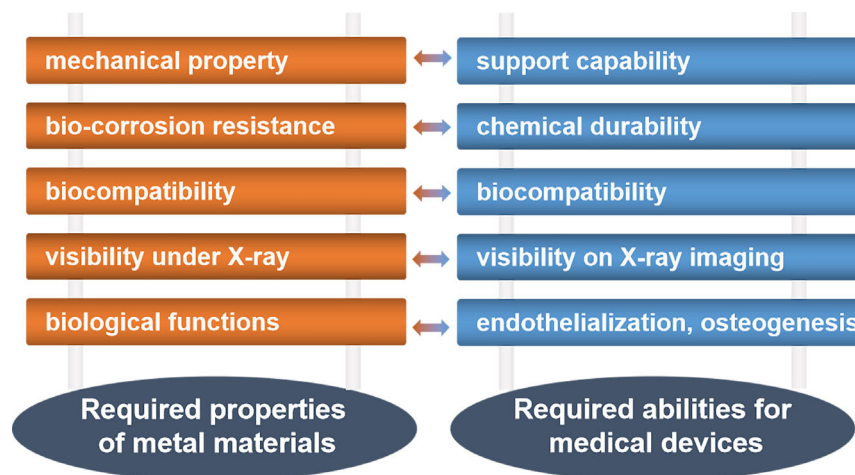 mechanical property
support capability
bio-corrosion resistance
chemical durability
biocompatibility
biocompatibility
visibility under X-ray
visibility on X-ray imaging
biological functions
endothelialization, osteogenesis
Required properties
of metal materials
Required abilities for
medical devices